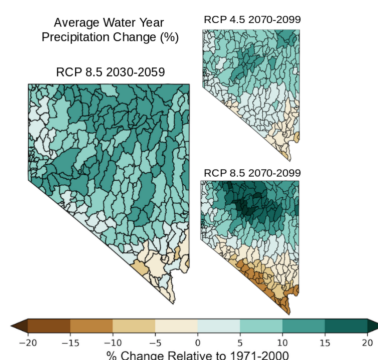 Average Water Year
Precipitation Change (%)
RCP 4.5 2070-2099
RCP 8.5 2030-2059
RCP 8.5 2070-2099
−20 −15 −10 −5 0 5 10 15 20
% Change Relative to 1971-2000